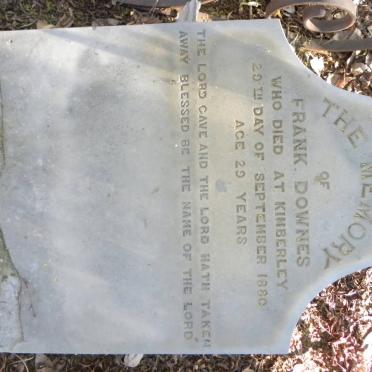 THE MEMORY
OF
FRANK DOWNES
WHO DIED AT KIMBERLEY
29TH DAY OF SEPTEMBER 1880
AGE 29 YEARS
THE LORD GAVE AND THE LORD HATH TAKEN
AWAY BLESSED BE THE NAME OF THE LORD